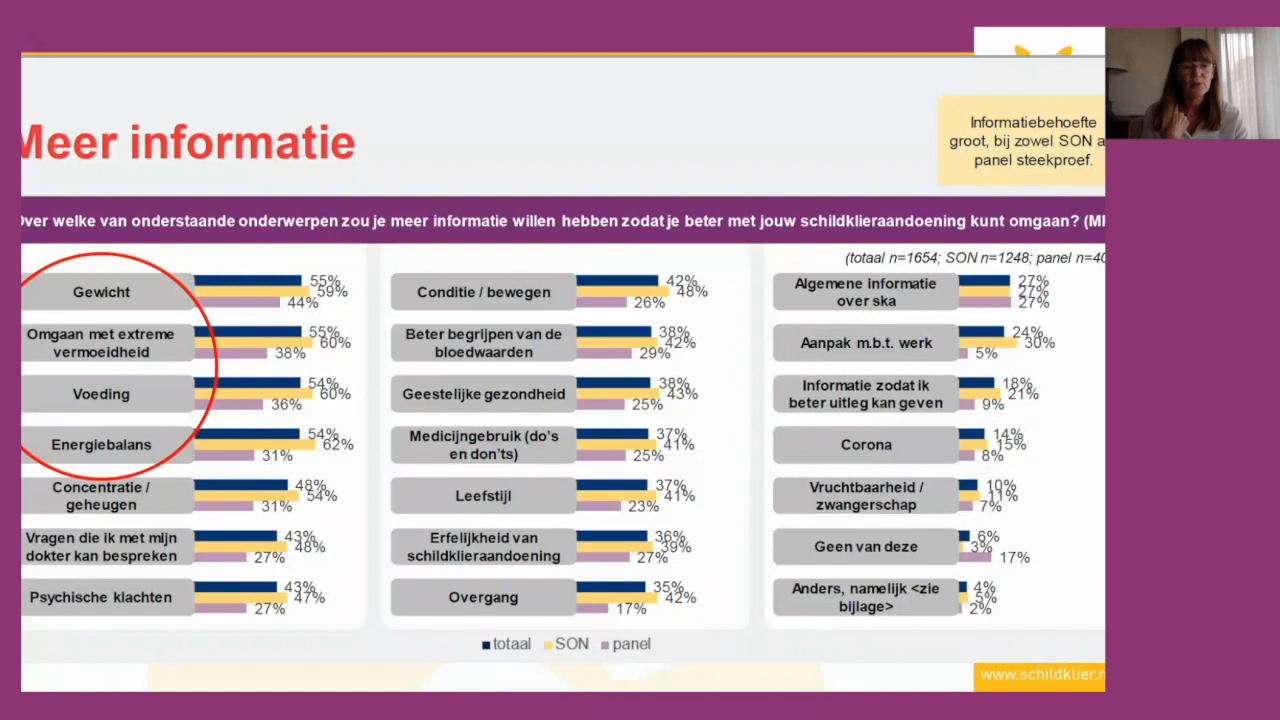 Meer informatie
Informatiebehoefte
groot, bij zowel SON a
panel steekproef.
Over welke van onderstaande onderwerpen zou je meer informatie willen hebben zodat je beter met jouw schildklieraandoening kunt omgaan? (MR
(totaal n=1654; SON n=1248; panel n=40
Gewicht
55%
59%
44%
Omgaan met extreme
vermoeidheid
55%
60%
38%
Voeding
54%
60%
36%
Energiebalans
54%
62%
31%
Concentratie /
geheugen
48%
54%
31%
Vragen die ik met mijn
dokter kan bespreken
43%
48%
27%
Psychische klachten
43%
47%
27%
Conditie / bewegen
42%
48%
26%
Beter begrijpen van de
bloedwaarden
38%
42%
29%
Geestelijke gezondheid
38%
43%
25%
Medicijngebruik (do's
en don'ts)
37%
41%
25%
Leefstijl
37%
41%
23%
Erfelijkheid van
schildklieraandoening
36%
39%
27%
Overgang
35%
42%
17%
Algemene informatie
over ska
27%
27%
27%
Aanpak m.b.t. werk
24%
30%
5%
Informatie zodat ik
beter uitleg kan geven
18%
21%
9%
Corona
14%
15%
8%
Vruchtbaarheid /
zwangerschap
10%
11%
7%
Geen van deze
6%
3%
17%
Anders, namelijk <zie
bijlage>
4%
5%
2%
totaal SON panel
www.schildklier.n